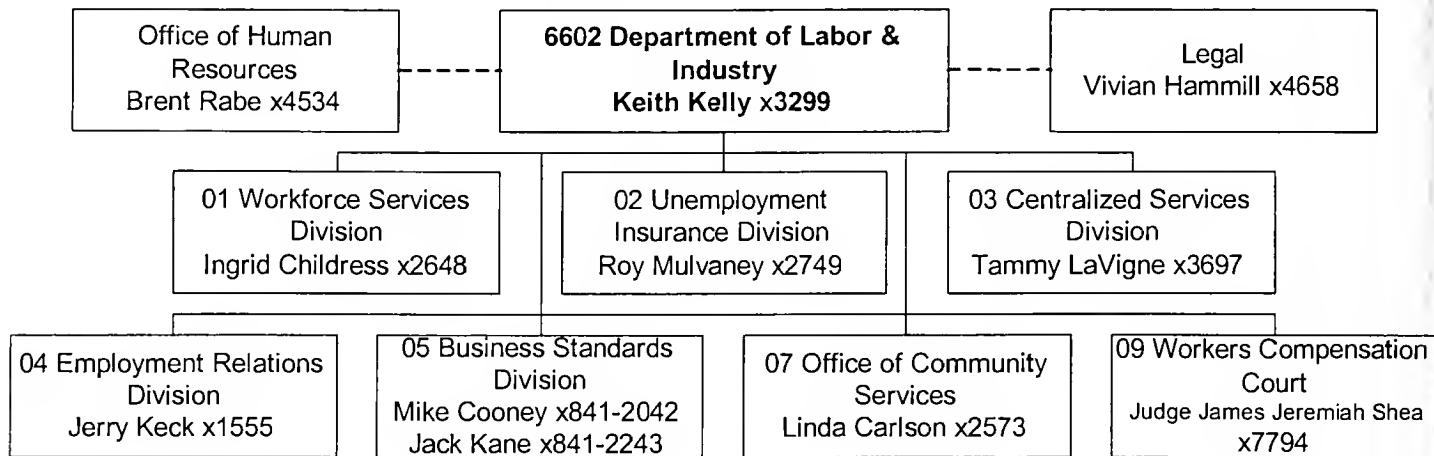 Office of Human
Resources
Brent Rabe x4534
6602 Department of Labor &
Industry
Keith Kelly x3299
Legal
Vivian Hammill x4658
01 Workforce Services
Division
Ingrid Childress x2648
02 Unemployment
Insurance Division
Roy Mulvaney x2749
03 Centralized Services
Division
Tammy LaVigne x3697
04 Employment Relations
Division
Jerry Keck x1555
05 Business Standards
Division
Mike Cooney x841-2042
Jack Kane x841-2243
07 Office of Community
Services
Linda Carlson x2573
09 Workers Compensation
Court
Judge James Jeremiah Shea
x7794